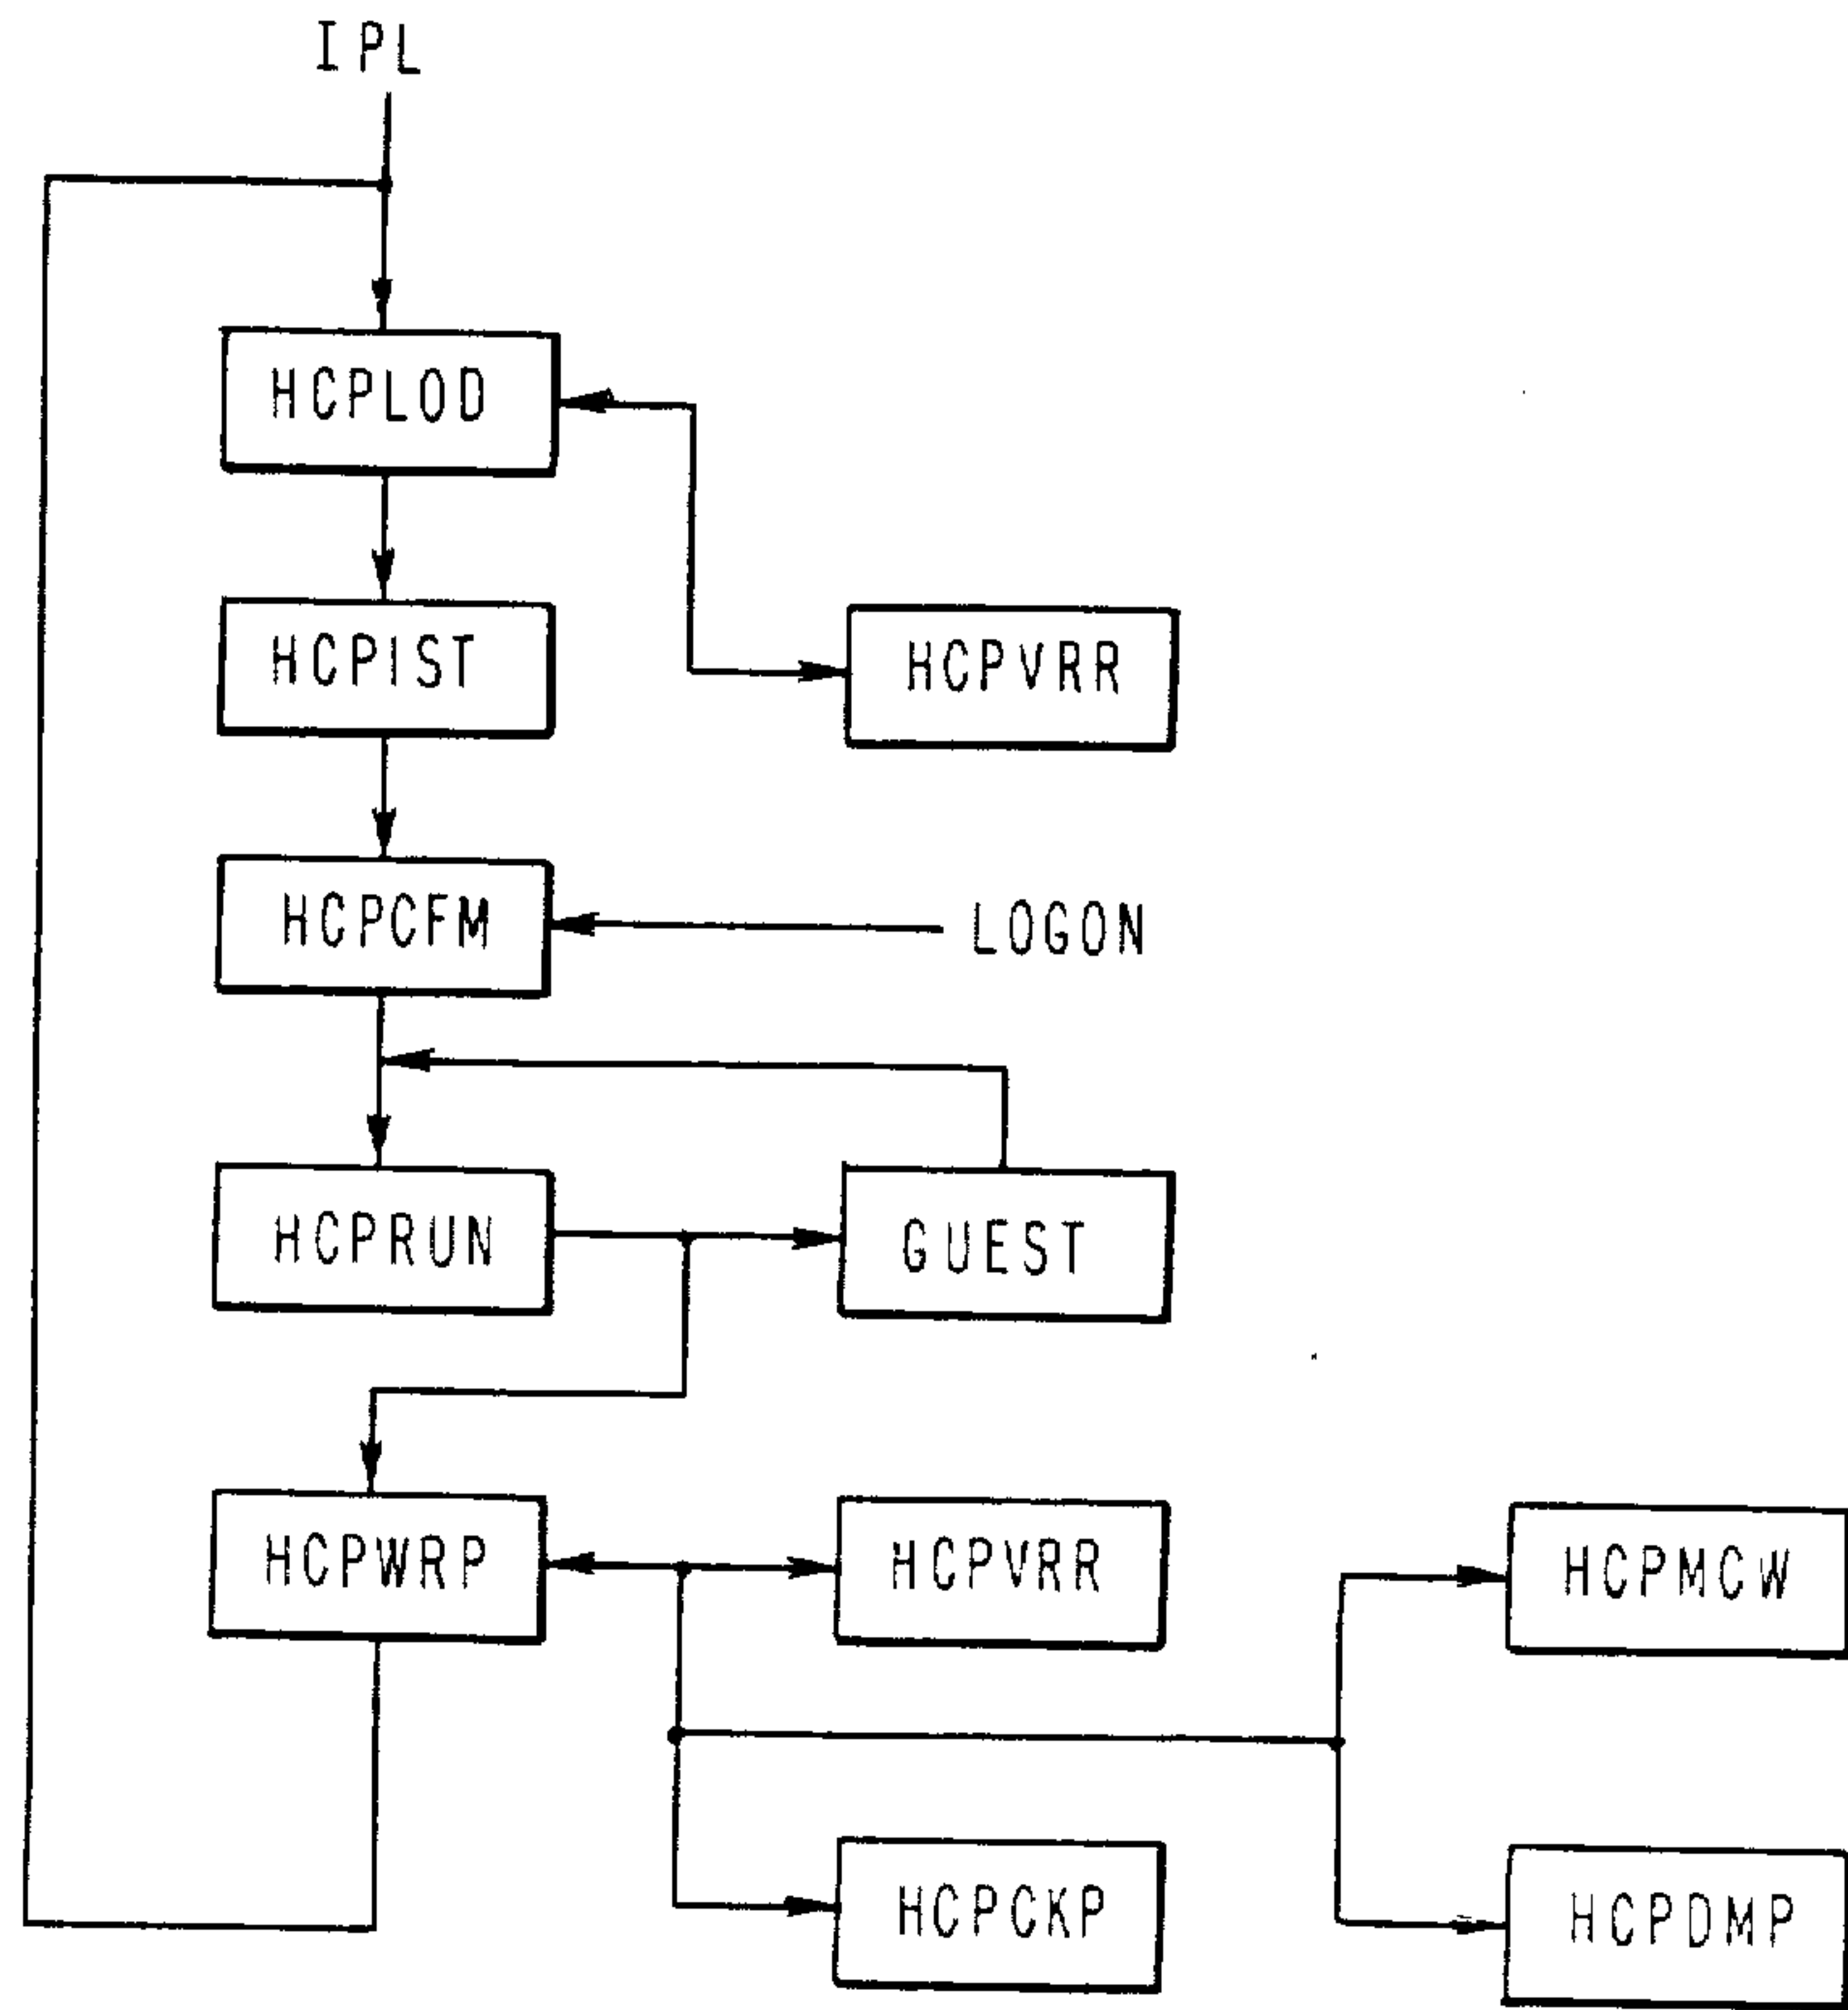 IPL
HCPLOD
HCPIST
HCPVRR
HCPCFM
LOGON
HCPRUN
GUEST
HCPWRP
HCPVRR
HCPMCW
HCPCKP
HCPDMP